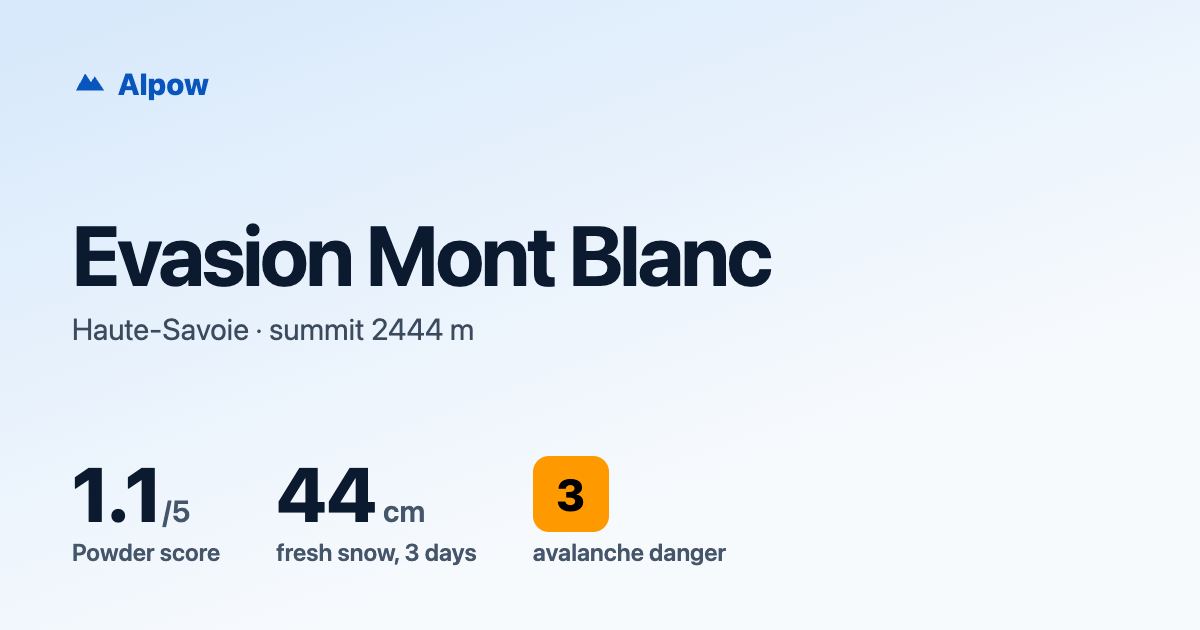 Alpow
Evasion Mont Blanc
Haute-Savoie · summit 2444 m
1.1/5
Powder score
44 cm
fresh snow, 3 days
3
avalanche danger